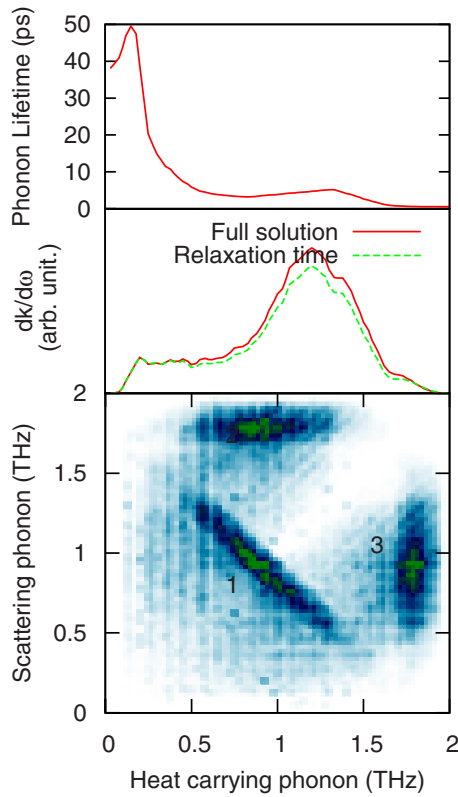 Phonon Lifetime (ps)
50
40
30
20
10
0
dk/dω
(arb. unit.)
Full solution
Relaxation time
Scattering phonon (THz)
2
1.5
1
0.5
0
2
1
3
0
0.5
1
1.5
2
Heat carrying phonon (THz)